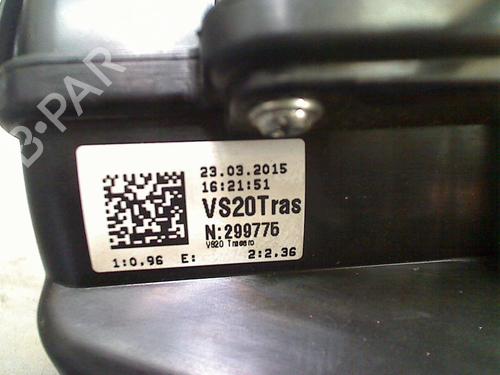 B-PAR
23.03.2015
16:21:51
VS20Tras
N:299775
VS20 Trasero
1:0.96 E: 2:2.36